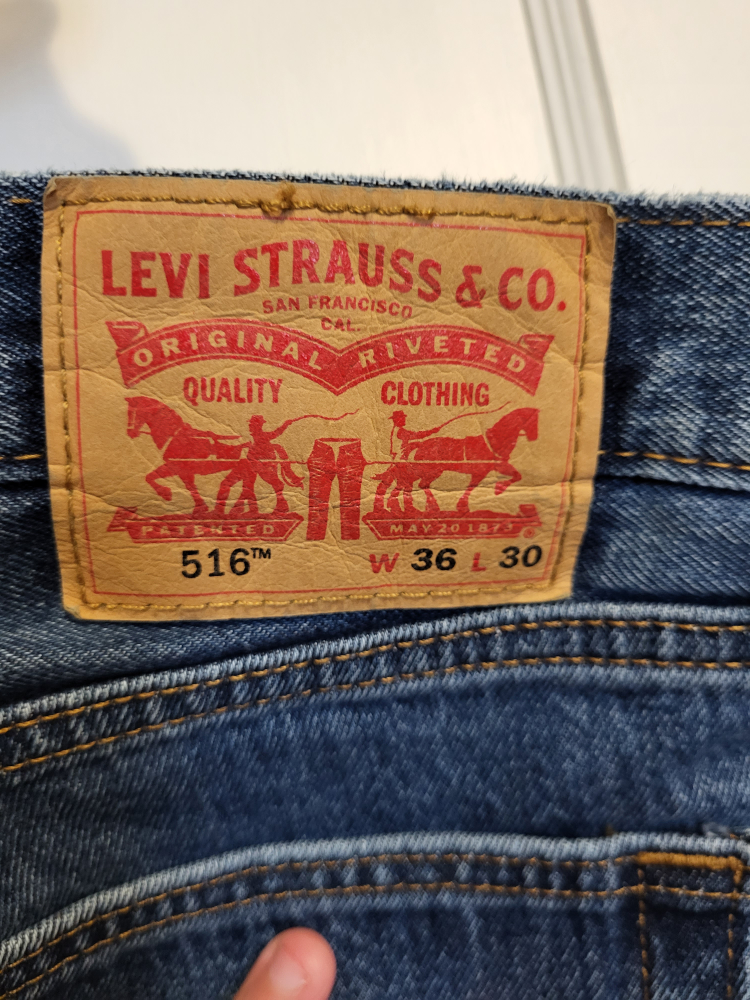 LEVI STRAUSS & CO.
SAN FRANCISCO
CAL.
ORIGINAL RIVETED
QUALITY CLOTHING
PATENTED MAY 20 1873 ®
516™ W 36 L 30